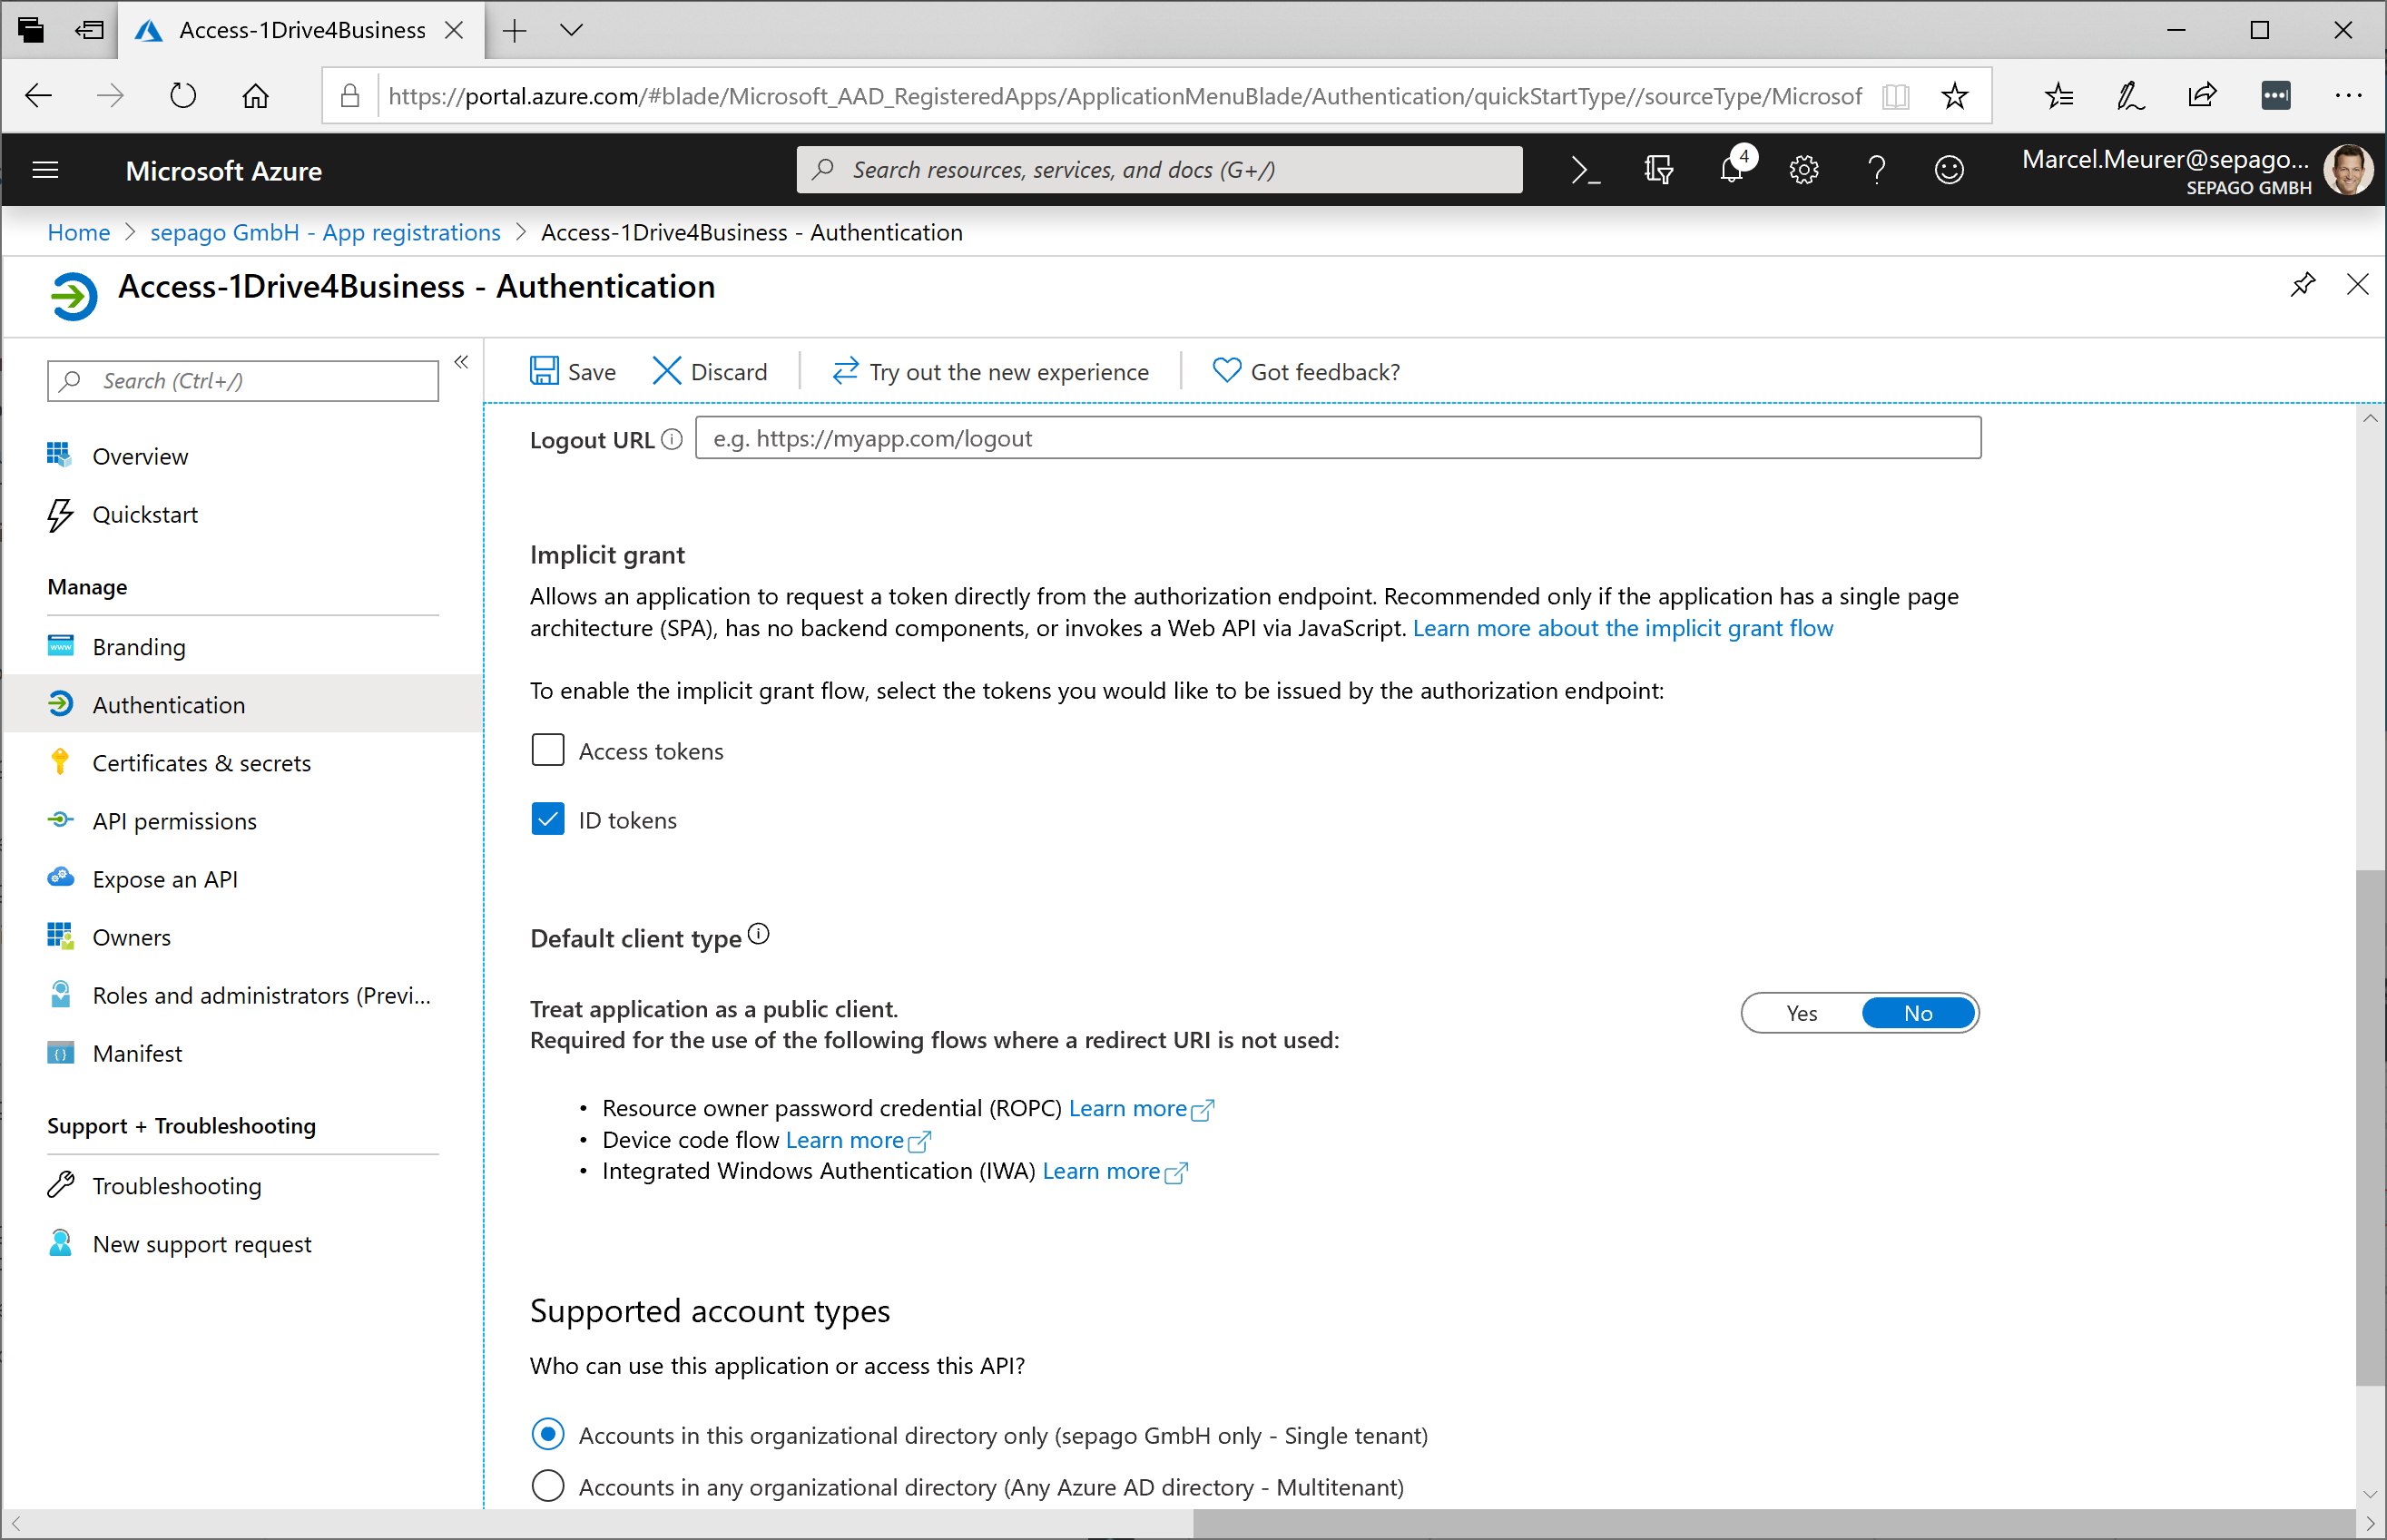 Access-1Drive4Business
https://portal.azure.com/#blade/Microsoft_AAD_RegisteredApps/ApplicationMenuBlade/Authentication/quickStartType//sourceType/Microsof
Microsoft Azure
Search resources, services, and docs (G+/)
4
Marcel.Meurer@sepago...
SEPAGO GMBH
Home > sepago GmbH - App registrations > Access-1Drive4Business - Authentication
Access-1Drive4Business - Authentication
Search (Ctrl+/)
Overview
Quickstart
Manage
Branding
Authentication
Certificates & secrets
API permissions
Expose an API
Owners
Roles and administrators (Previ...
Manifest
Support + Troubleshooting
Troubleshooting
New support request
Save Discard Try out the new experience Got feedback?
Logout URL e.g. https://myapp.com/logout
Implicit grant
Allows an application to request a token directly from the authorization endpoint. Recommended only if the application has a single page
architecture (SPA), has no backend components, or invokes a Web API via JavaScript. Learn more about the implicit grant flow
To enable the implicit grant flow, select the tokens you would like to be issued by the authorization endpoint:
Access tokens
ID tokens
Default client type
Treat application as a public client.
Yes No
Required for the use of the following flows where a redirect URI is not used:
• Resource owner password credential (ROPC) Learn more
• Device code flow Learn more
• Integrated Windows Authentication (IWA) Learn more
Supported account types
Who can use this application or access this API?
Accounts in this organizational directory only (sepago GmbH only - Single tenant)
Accounts in any organizational directory (Any Azure AD directory - Multitenant)